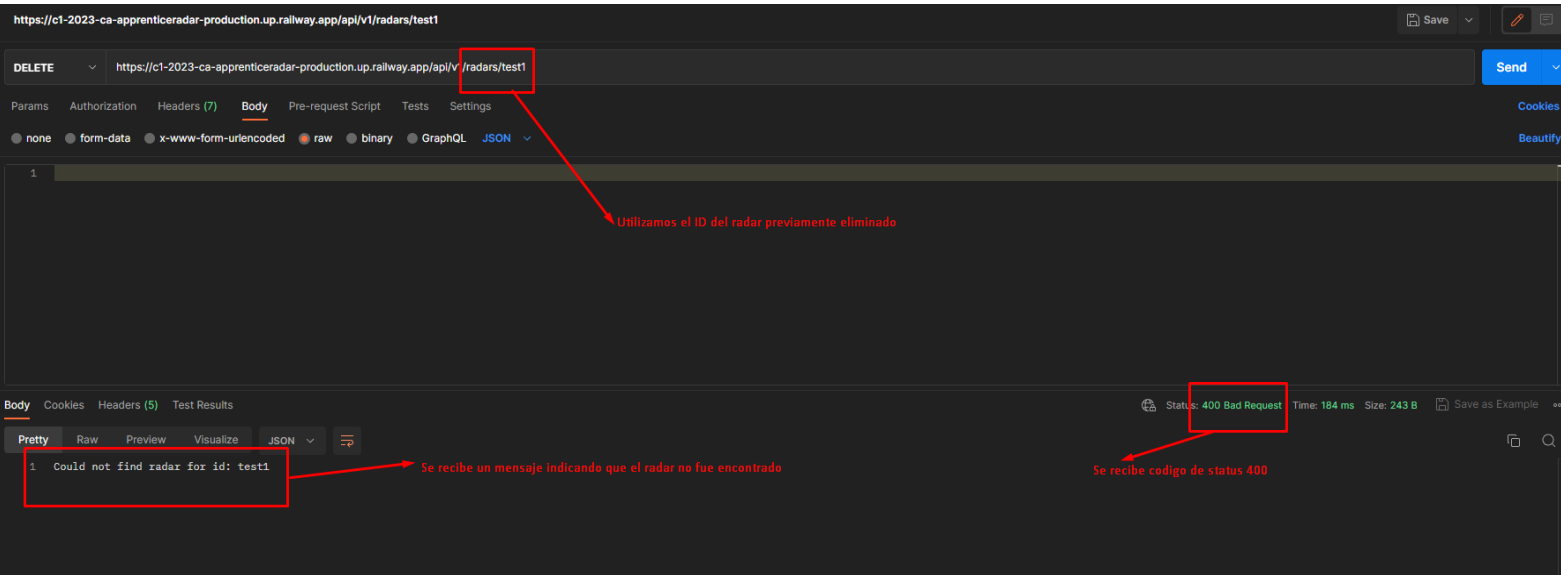 https://c1-2023-ca-apprenticeradar-production.up.railway.app/api/v1/radars/test1
Save
DELETE https://c1-2023-ca-apprenticeradar-production.up.railway.app/api/v1/radars/test1 Send
Params Authorization Headers (7) Body Pre-request Script Tests Settings Cookies
none form-data x-www-form-urlencoded raw binary GraphQL JSON Beautify
1
Utilizamos el ID del radar previamente eliminado
Body Cookies Headers (5) Test Results Status: 400 Bad Request Time: 184 ms Size: 243 B Save as Example
Pretty Raw Preview Visualize JSON
1 Could not find radar for id: test1
Se recibe un mensaje indicando que el radar no fue encontrado
Se recibe codigo de status 400